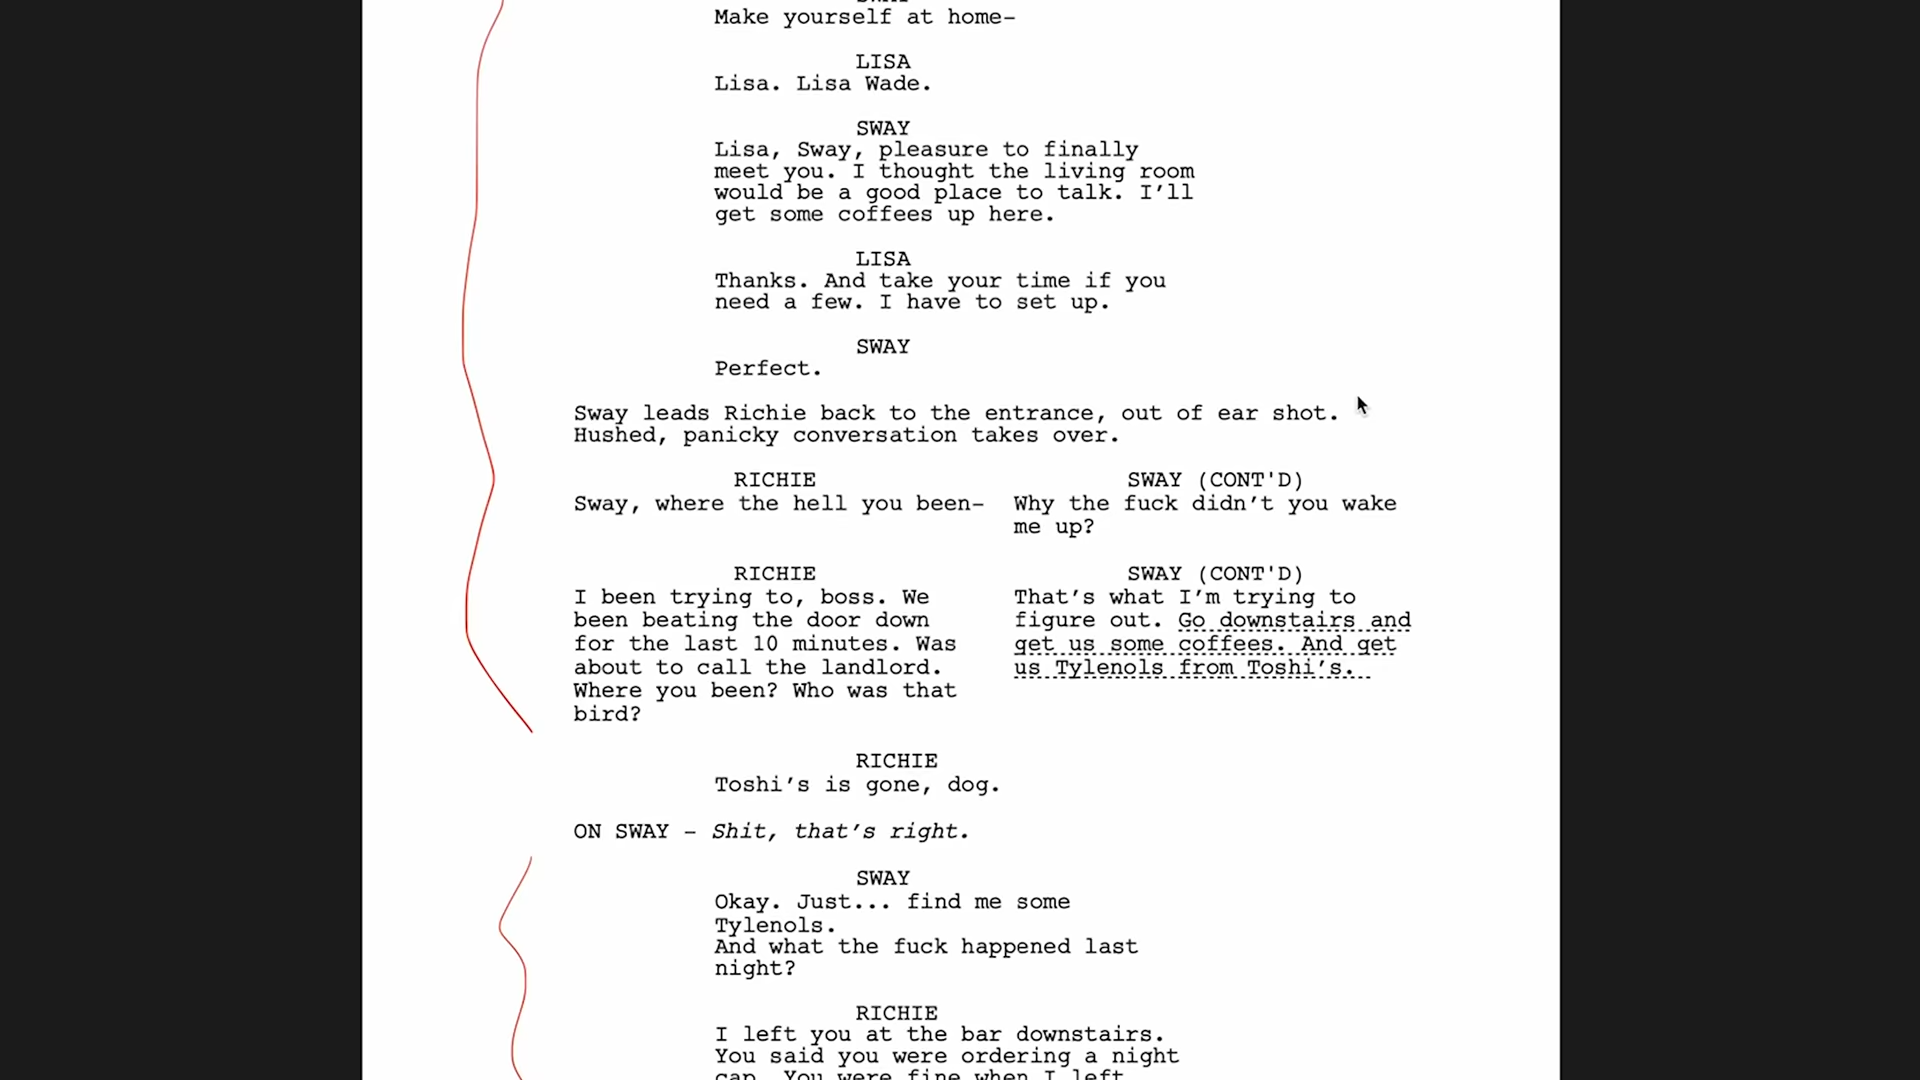 SWAY
Make yourself at home–
LISA
Lisa. Lisa Wade.
SWAY
Lisa, Sway, pleasure to finally
meet you. I thought the living room
would be a good place to talk. I’ll
get some coffees up here.
LISA
Thanks. And take your time if you
need a few. I have to set up.
SWAY
Perfect.
Sway leads Richie back to the entrance, out of ear shot.
Hushed, panicky conversation takes over.
RICHIE
Sway, where the hell you been–
SWAY (CONT'D)
Why the fuck didn’t you wake
me up?
RICHIE
I been trying to, boss. We
been beating the door down
for the last 10 minutes. Was
about to call the landlord.
Where you been? Who was that
bird?
SWAY (CONT'D)
That’s what I’m trying to
figure out. Go downstairs and
get us some coffees. And get
us Tylenols from Toshi’s.
RICHIE
Toshi’s is gone, dog.
ON SWAY – Shit, that’s right.
SWAY
Okay. Just... find me some
Tylenols.
And what the fuck happened last
night?
RICHIE
I left you at the bar downstairs.
You said you were ordering a night
cap. You were fine when I left